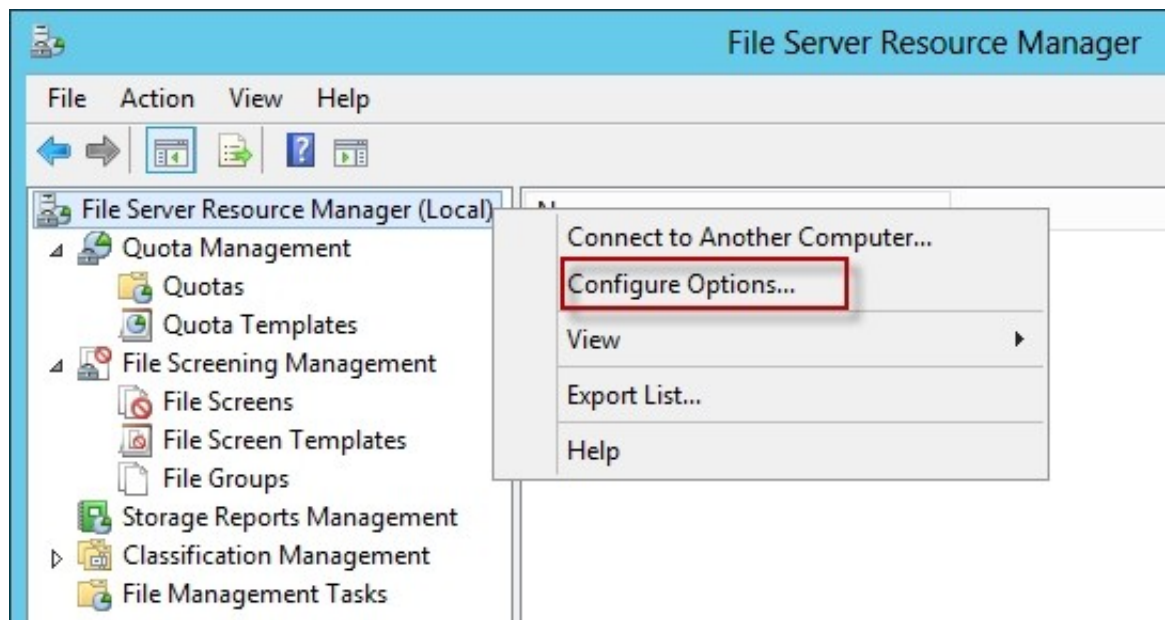 File Server Resource Manager
File Action View Help
File Server Resource Manager (Local)
Quota Management
Quotas
Quota Templates
File Screening Management
File Screens
File Screen Templates
File Groups
Storage Reports Management
Classification Management
File Management Tasks
Connect to Another Computer...
Configure Options...
View
Export List...
Help